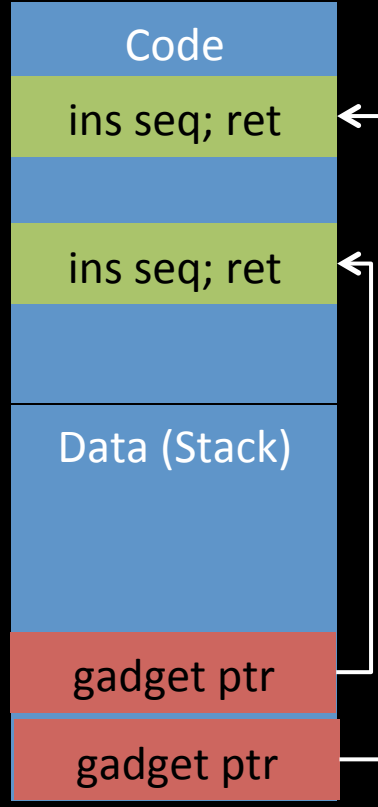 Code
ins seq; ret
ins seq; ret
Data (Stack)
gadget ptr
gadget ptr